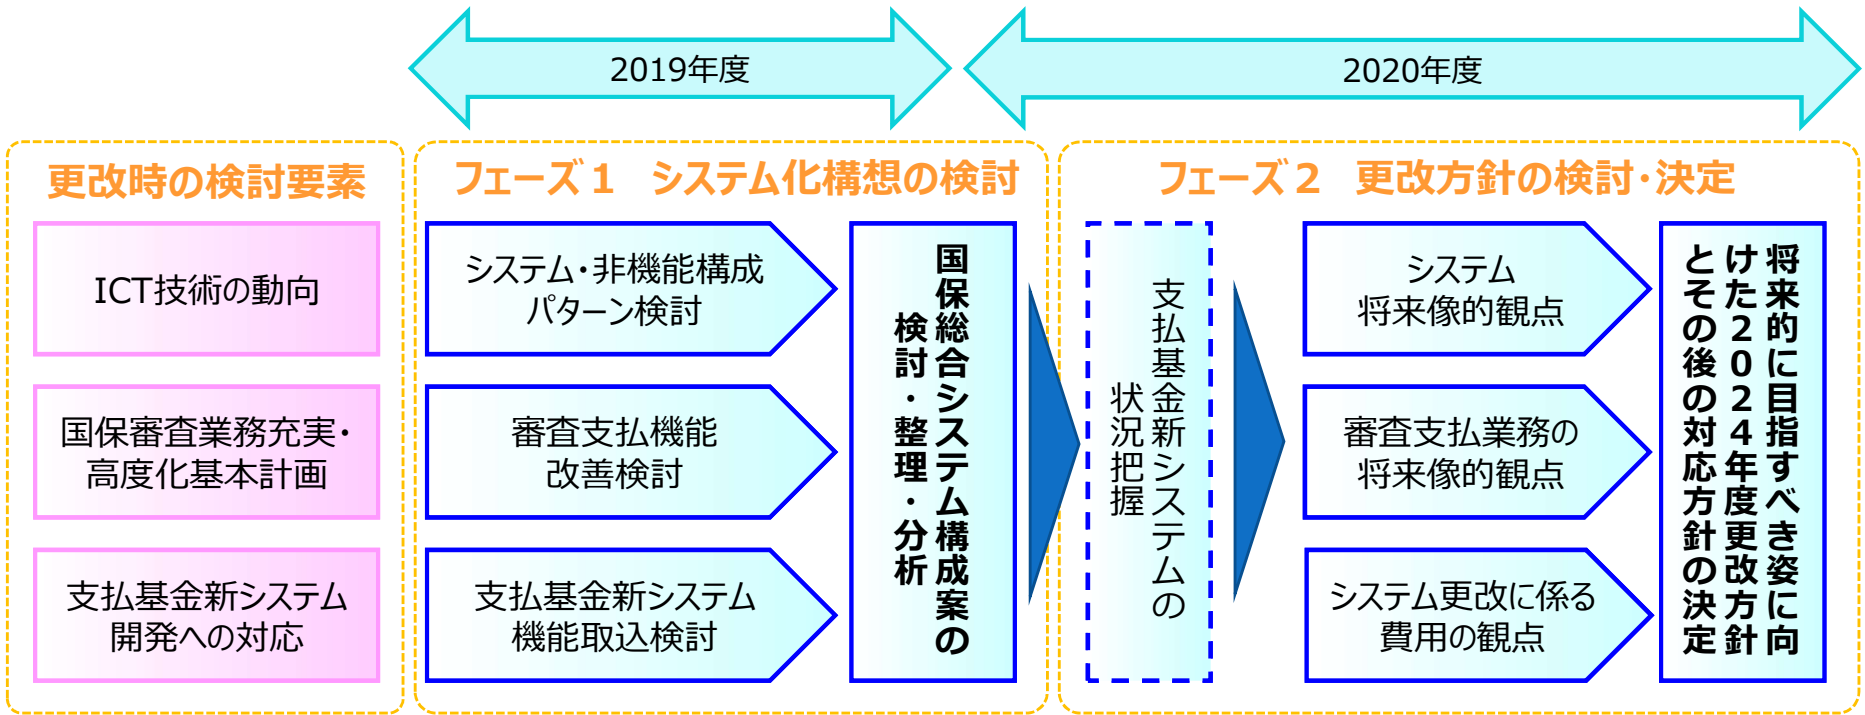 2019年度
2020年度
更改時の検討要素
ICT技術の動向
国保審査業務充実・
高度化基本計画
支払基金新システム
開発への対応
フェーズ１　システム化構想の検討
システム・非機能構成
パターン検討
審査支払機能
改善検討
支払基金新システム
機能取込検討
国保総合システム構成案の
検討・整理・分析
フェーズ２　更改方針の検討・決定
支払基金新システムの
状況把握
システム
将来像的観点
審査支払業務の
将来像的観点
システム更改に係る
費用の観点
将来的に目指すべき姿に向
けた２０２４年度更改方針
とその後の対応方針の決定